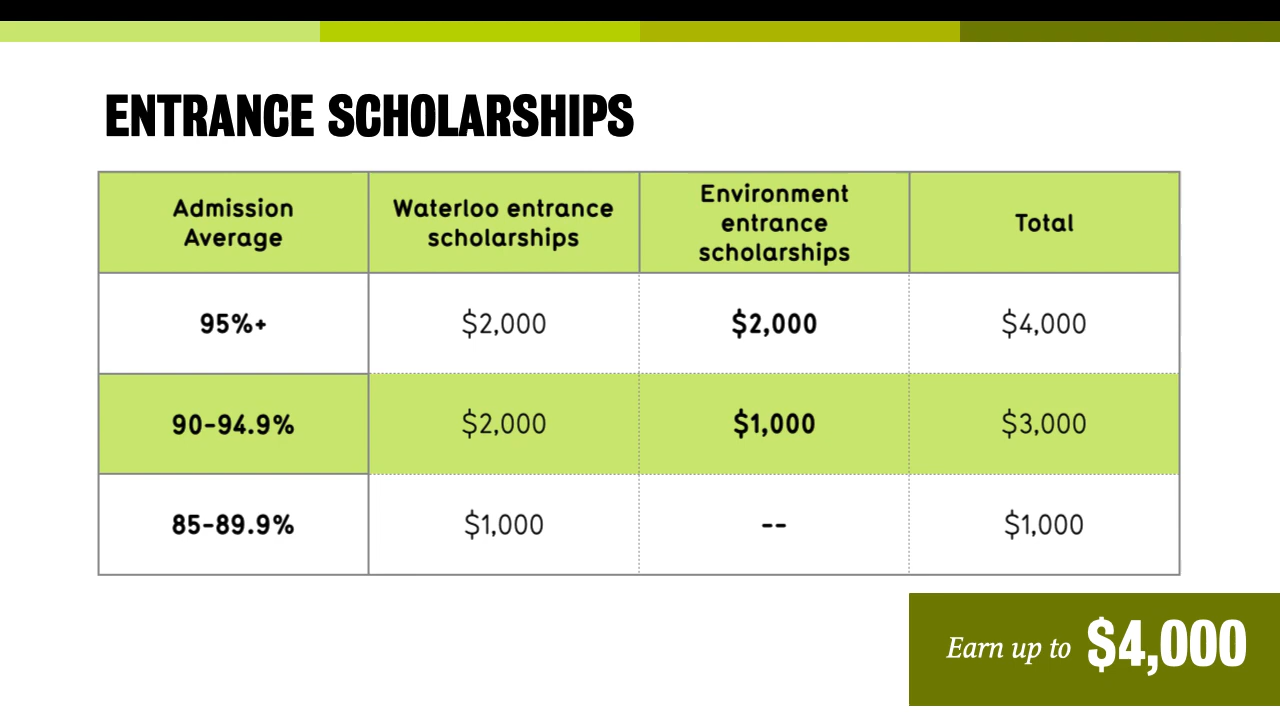 ENTRANCE SCHOLARSHIPS
Admission
Average
Waterloo entrance
scholarships
Environment
entrance
scholarships
Total
95%+
$2,000
$2,000
$4,000
90-94.9%
$2,000
$1,000
$3,000
85-89.9%
$1,000
--
$1,000
Earn up to $4,000